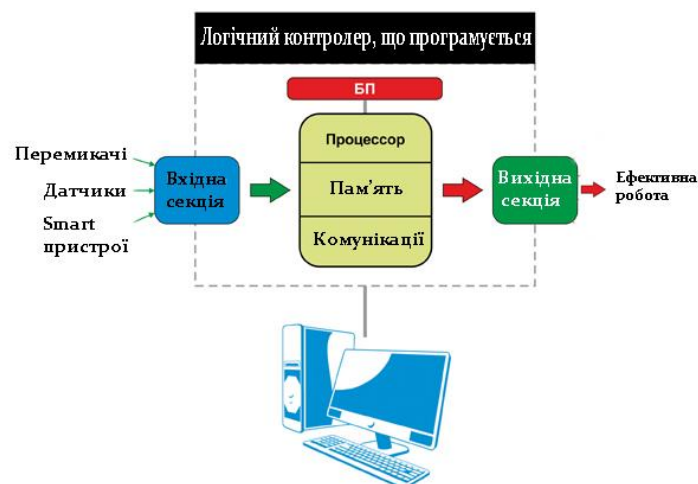 Логічний контролер, що програмується
БП
Процессор
Пам'ять
Комунікації
Перемикачі
Датчики
Smart
пристрої
Вхідна
секція
Вихідна
секція
Ефективна
робота